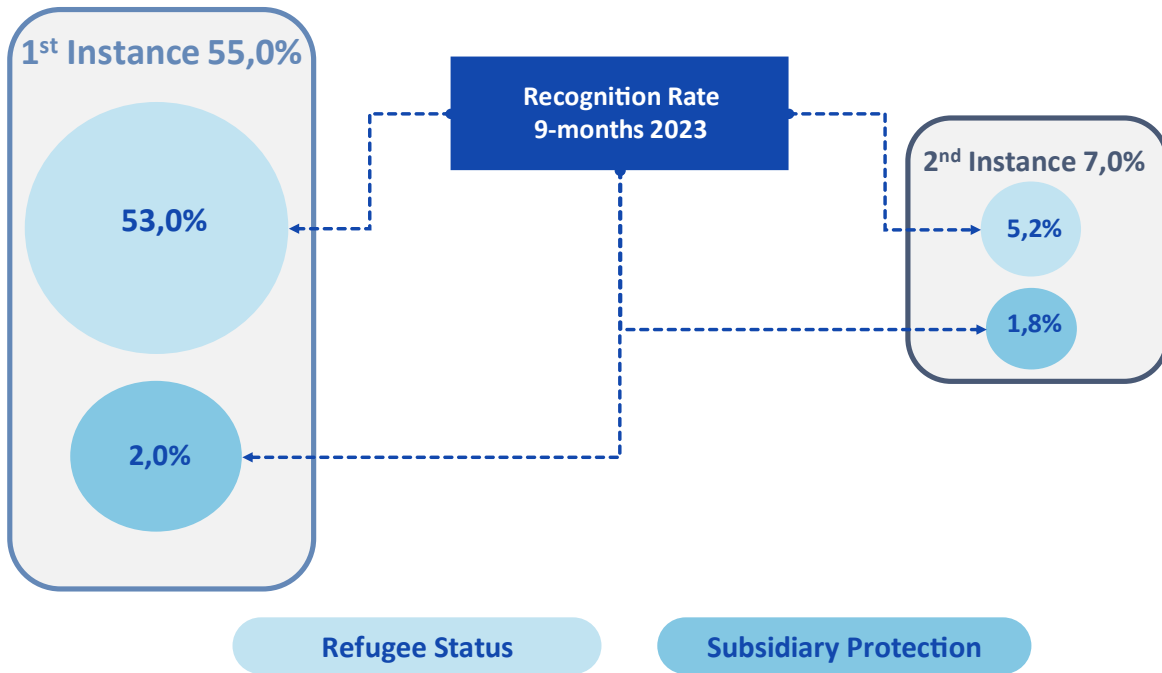 1st Instance 55,0%
Recognition Rate
9-months 2023
2nd Instance 7,0%
53,0%
5,2%
1,8%
2,0%
Refugee Status
Subsidiary Protection